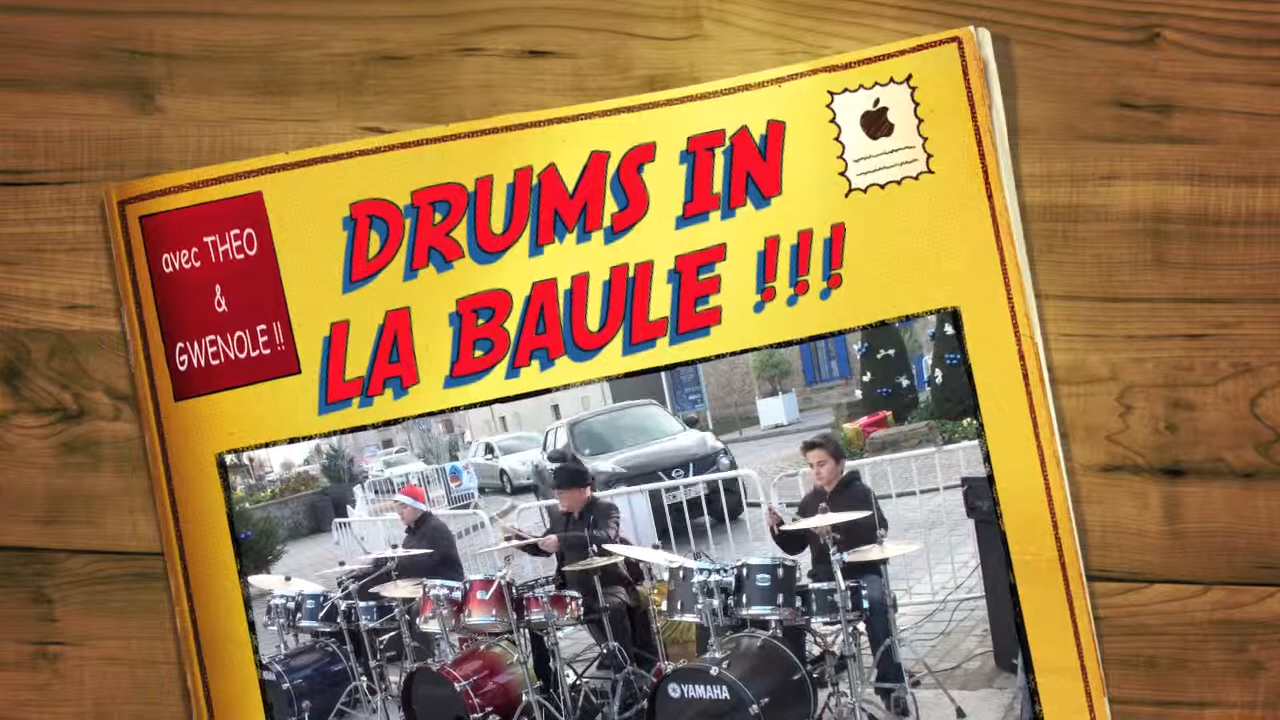 DRUMS IN
LA BAULE !!!
avec THEO
&
GWENOLE !!
YAMAHA